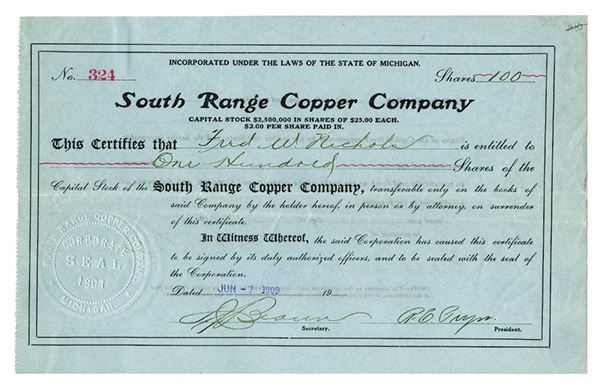 INCORPORATED UNDER THE LAWS OF THE STATE OF MICHIGAN.
No. 324 Shares 100
South Range Copper Company
CAPITAL STOCK $2,500,000 IN SHARES OF $25.00 EACH.
$2.00 PER SHARE PAID IN.
This Certifies that Fred W. Nichols is entitled to
One Hundred Shares of the
Capital Stock of the South Range Copper Company, transferable only on the books of
said Company by the holder hereof, in person or by attorney, on surrender
of this certificate.
In Witness Whereof, the said Corporation has caused this certificate
to be signed by its duly authorized officers, and to be sealed with the seal of
the Corporation.
Dated JUN -7 1909 19
Secretary. President.
RANGE COPPER COMPANY
CORPORATE
SEAL
1907
MICHIGAN